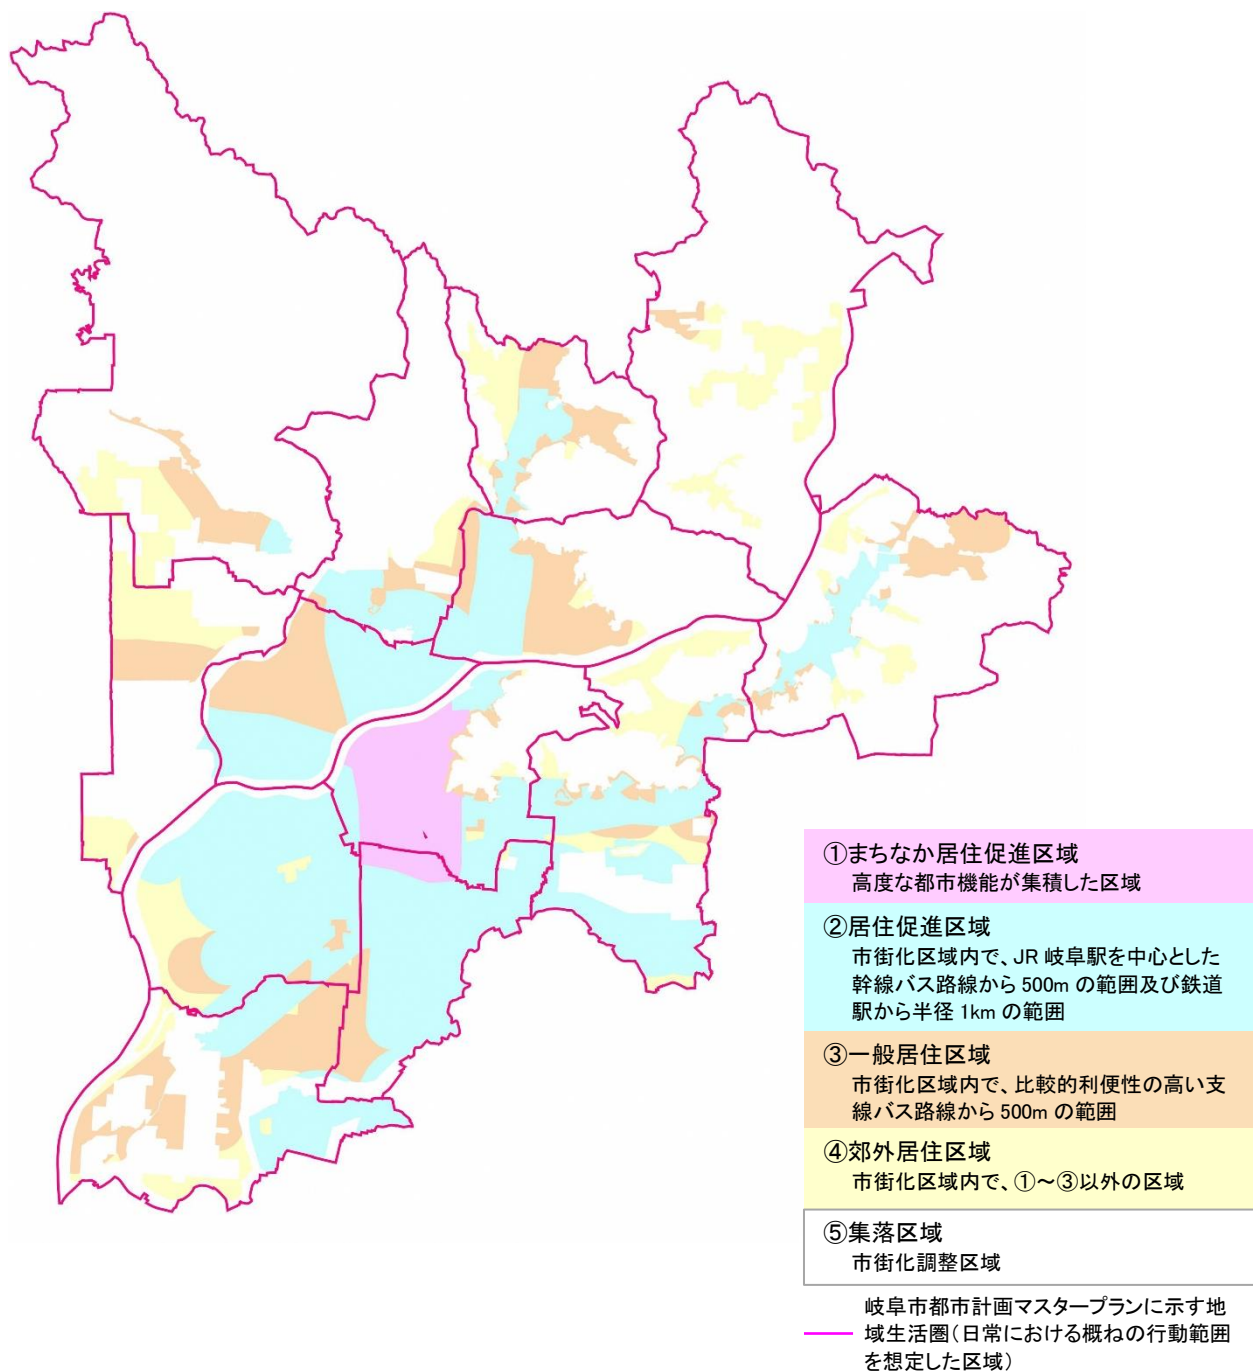 ①まちなか居住促進区域
高度な都市機能が集積した区域
②居住促進区域
市街化区域内で、JR 岐阜駅を中心とした
幹線バス路線から 500m の範囲及び鉄道
駅から半径 1km の範囲
③一般居住区域
市街化区域内で、比較的利便性の高い支
線バス路線から 500m の範囲
④郊外居住区域
市街化区域内で、①～③以外の区域
⑤集落区域
市街化調整区域
岐阜市都市計画マスタープランに示す地
域生活圏（日常における概ねの行動範囲
を想定した区域）